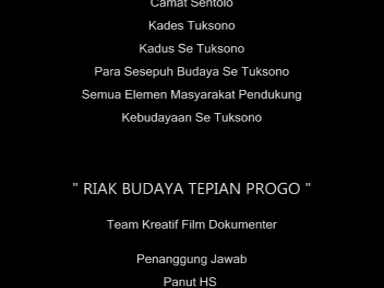 Camat Sentolo
Kades Tuksono
Kadus Se Tuksono
Para Sesepuh Budaya Se Tuksono
Semua Elemen Masyarakat Pendukung
Kebudayaan Se Tuksono
" RIAK BUDAYA TEPIAN PROGO "
Team Kreatif Film Dokumenter
Penanggung Jawab
Panut HS